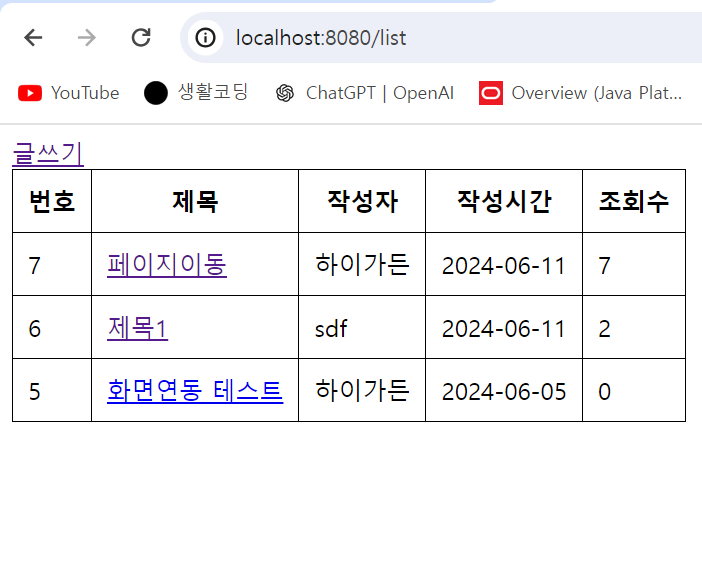 localhost:8080/list
YouTube 생활코딩 ChatGPT | OpenAI Overview (Java Plat...
글쓰기
번호 제목 작성자 작성시간 조회수
7 페이지이동 하이가든 2024-06-11 7
6 제목1 sdf 2024-06-11 2
5 화면연동 테스트 하이가든 2024-06-05 0